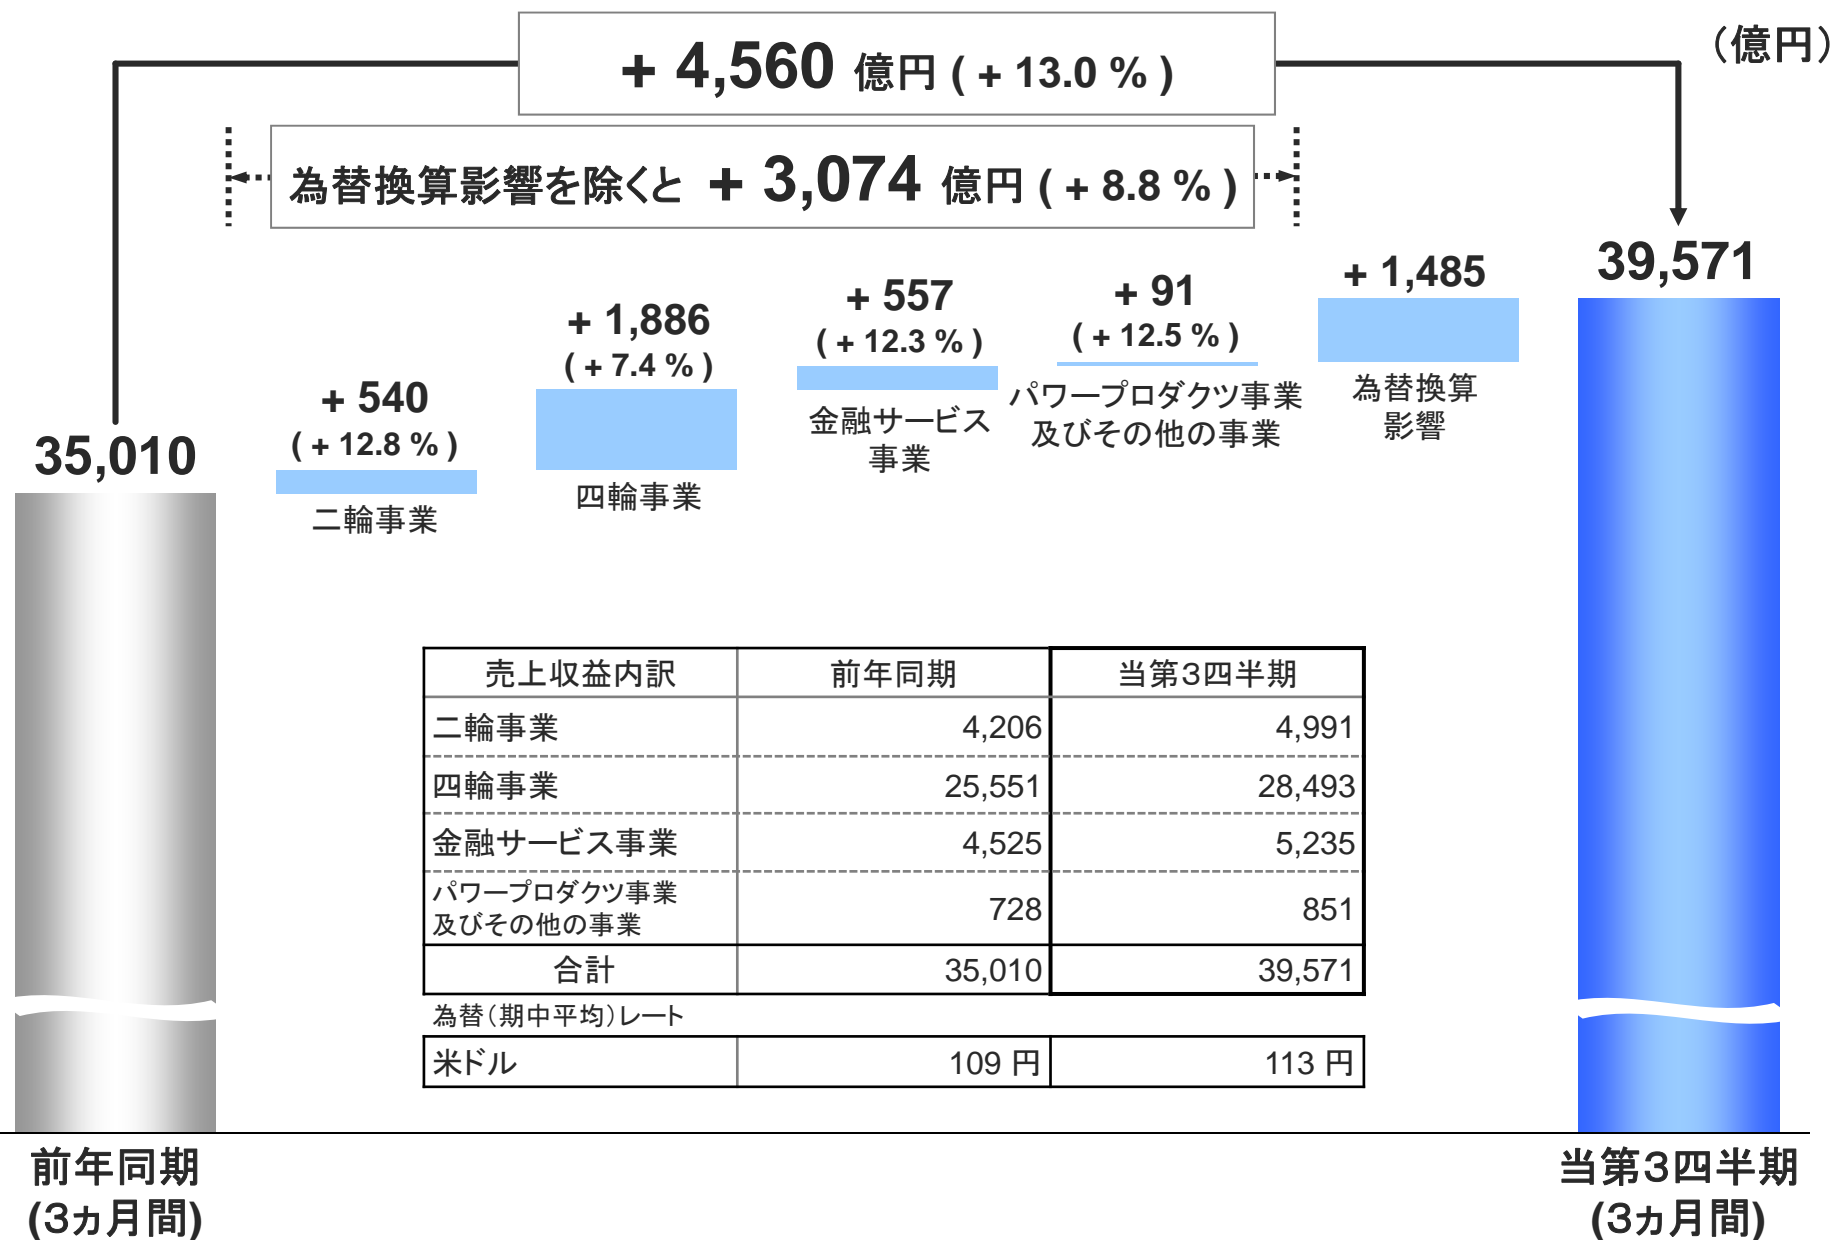 （億円）
+ 4,560 億円 ( + 13.0 % )
為替換算影響を除くと + 3,074 億円 ( + 8.8 % )
35,010
+ 540
( + 12.8 % )
二輪事業
+ 1,886
( + 7.4 % )
四輪事業
+ 557
( + 12.3 % )
金融サービス
事業
+ 91
( + 12.5 % )
パワープロダクツ事業
及びその他の事業
+ 1,485
為替換算
影響
39,571
売上収益内訳 前年同期 当第３四半期
二輪事業 4,206 4,991
四輪事業 25,551 28,493
金融サービス事業 4,525 5,235
パワープロダクツ事業
及びその他の事業 728 851
合計 35,010 39,571
為替（期中平均）レート
米ドル 109 円 113 円
前年同期
(３ヵ月間)
当第３四半期
(３ヵ月間)